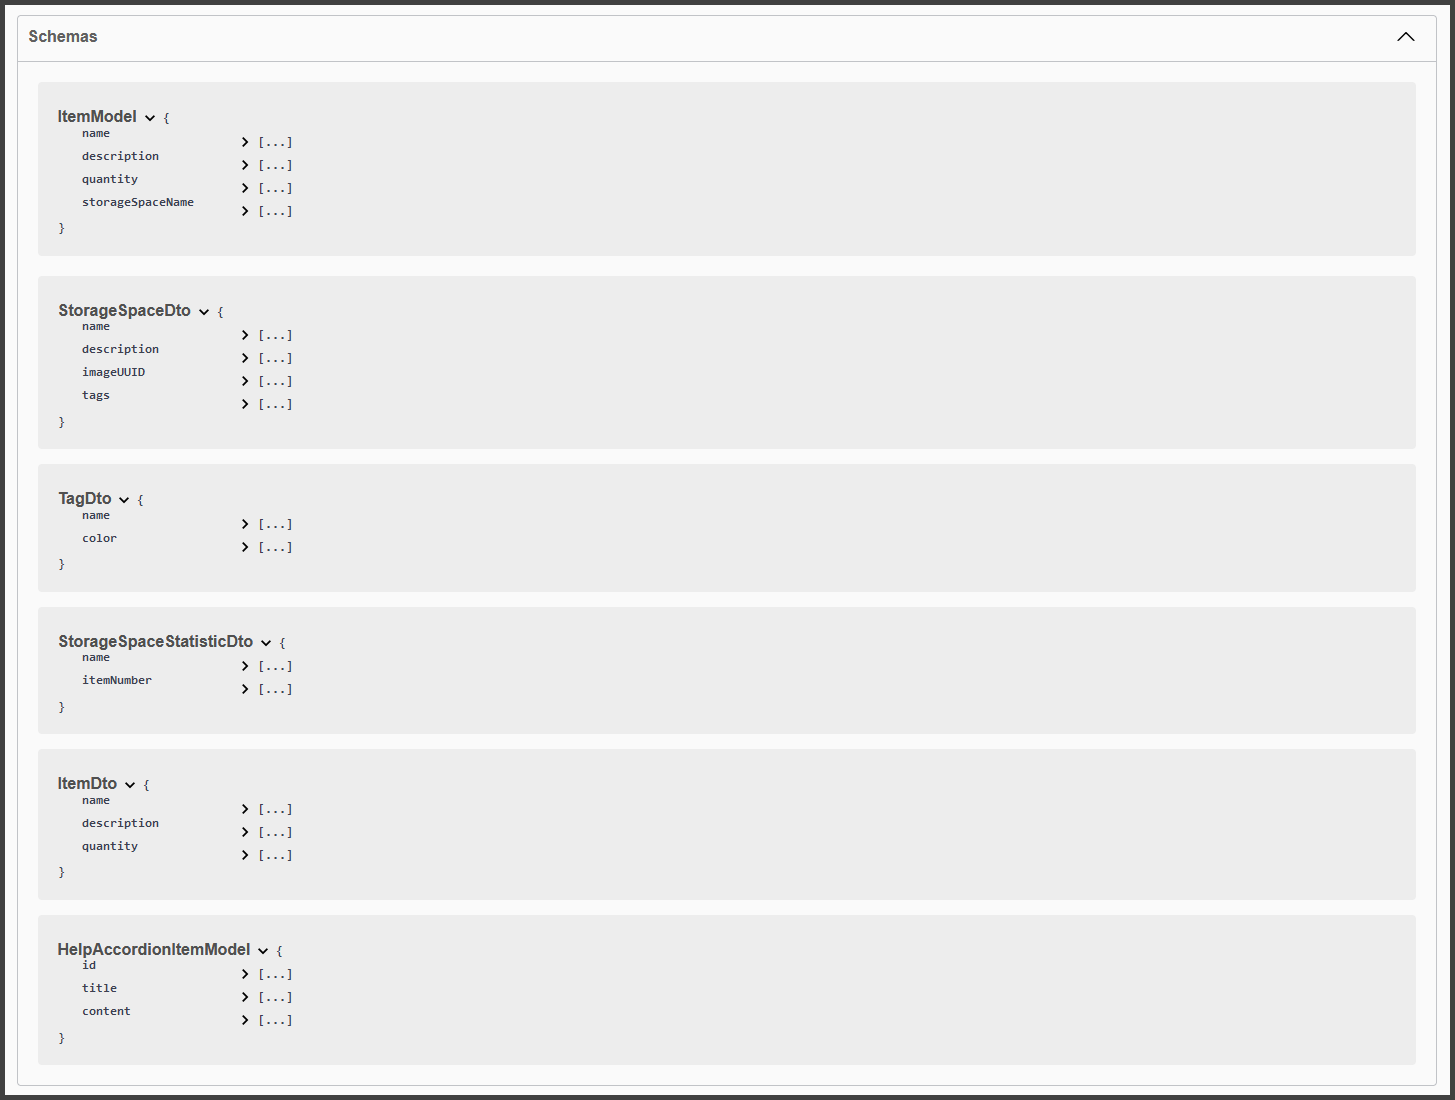 Schemas
ItemModel {
name [...]
description [...]
quantity [...]
storageSpaceName [...]
}
StorageSpaceDto {
name [...]
description [...]
imageUUID [...]
tags [...]
}
TagDto {
name [...]
color [...]
}
StorageSpaceStatisticDto {
name [...]
itemNumber [...]
}
ItemDto {
name [...]
description [...]
quantity [...]
}
HelpAccordionItemModel {
id [...]
title [...]
content [...]
}